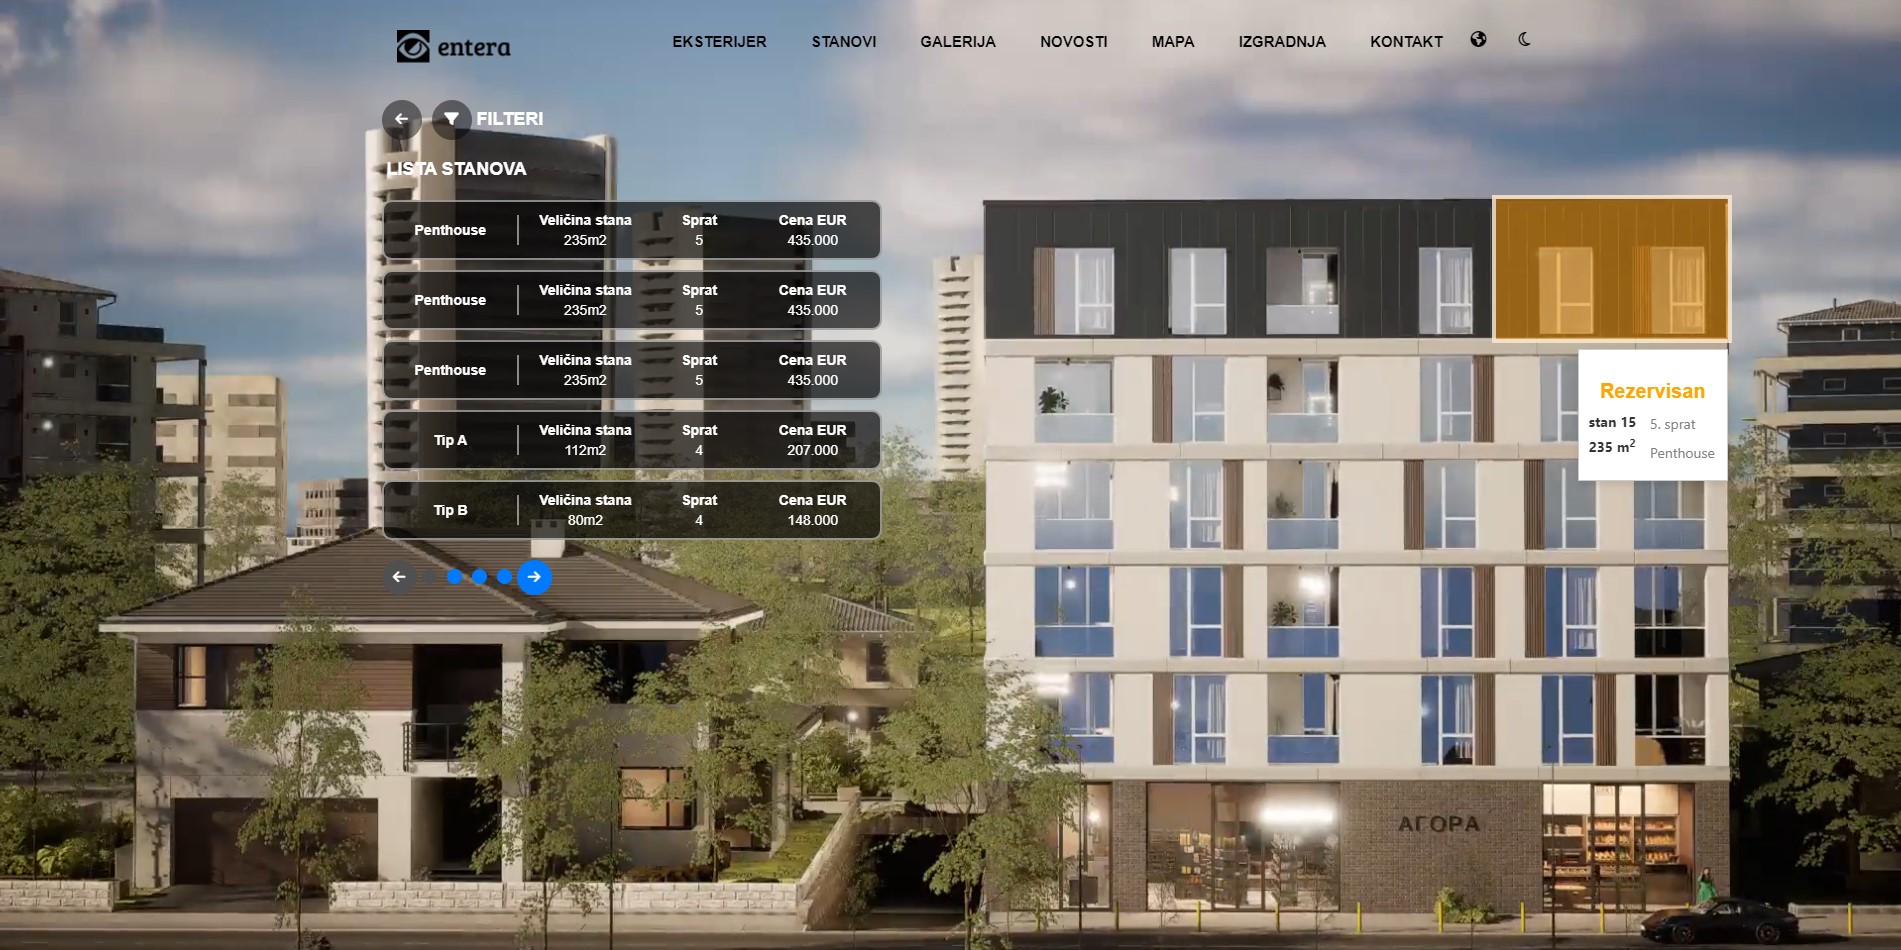 entera
EKSTERIJER
STANOVI
GALERIJA
NOVOSTI
MAPA
IZGRADNJA
KONTAKT
FILTERI
LISTA STANOVA
Penthouse
Veličina stana
235m2
Sprat
5
Cena EUR
435.000
Penthouse
Veličina stana
235m2
Sprat
5
Cena EUR
435.000
Penthouse
Veličina stana
235m2
Sprat
5
Cena EUR
435.000
Tip A
Veličina stana
112m2
Sprat
4
Cena EUR
207.000
Tip B
Veličina stana
80m2
Sprat
4
Cena EUR
148.000
Rezervisan
stan 15 5. sprat
235 m² Penthouse
АГОРА